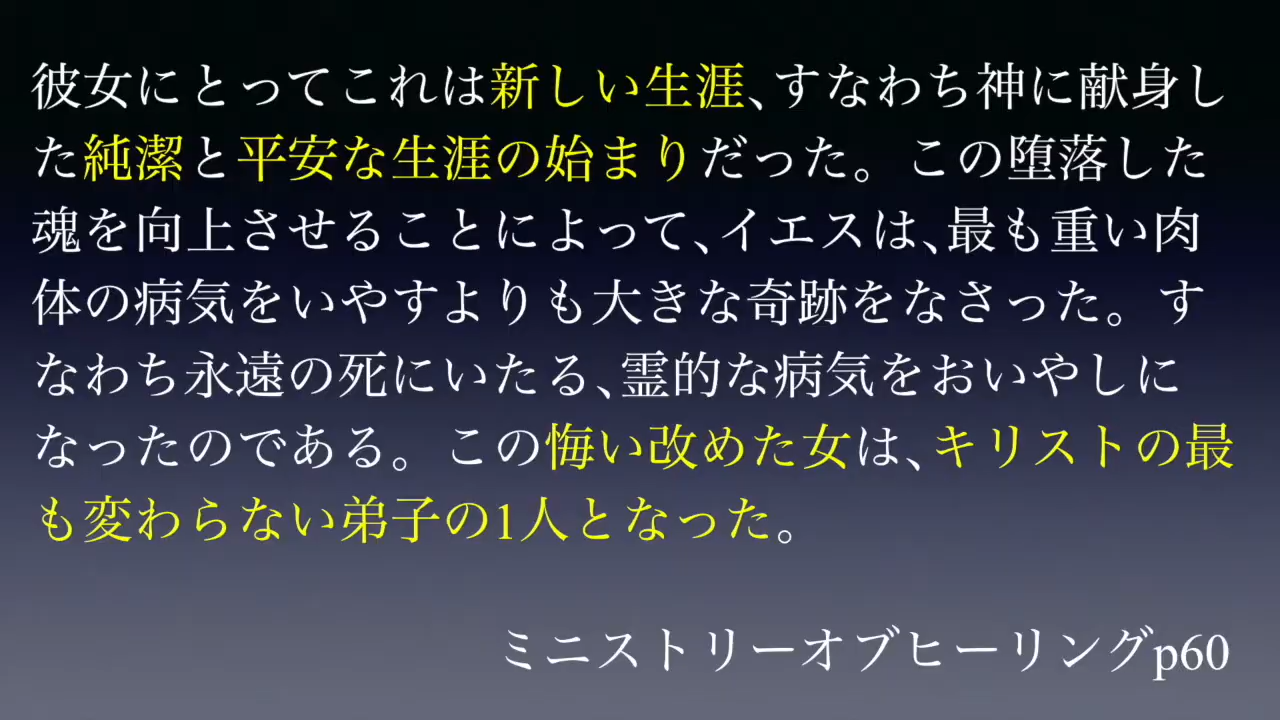 彼女にとってこれは新しい生涯、すなわち神に献身し
た純潔と平安な生涯の始まりだった。この堕落した
魂を向上させることによって、イエスは、最も重い肉
体の病気をいやすよりも大きな奇跡をなさった。す
なわち永遠の死にいたる、霊的な病気をおいやしに
なったのである。この悔い改めた女は、キリストの最
も変わらない弟子の1人となった。
ミニストリーオブヒーリングp60